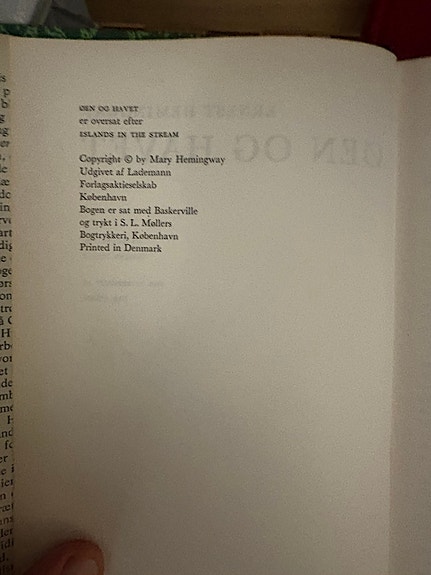 ØEN OG HAVET
er oversat efter
ISLANDS IN THE STREAM
Copyright © by Mary Hemingway
Udgivet af Lademann
Forlagsaktieselskab
København
Bogen er sat med Baskerville
og trykt i S. L. Møllers
Bogtrykkeri, København
Printed in Denmark